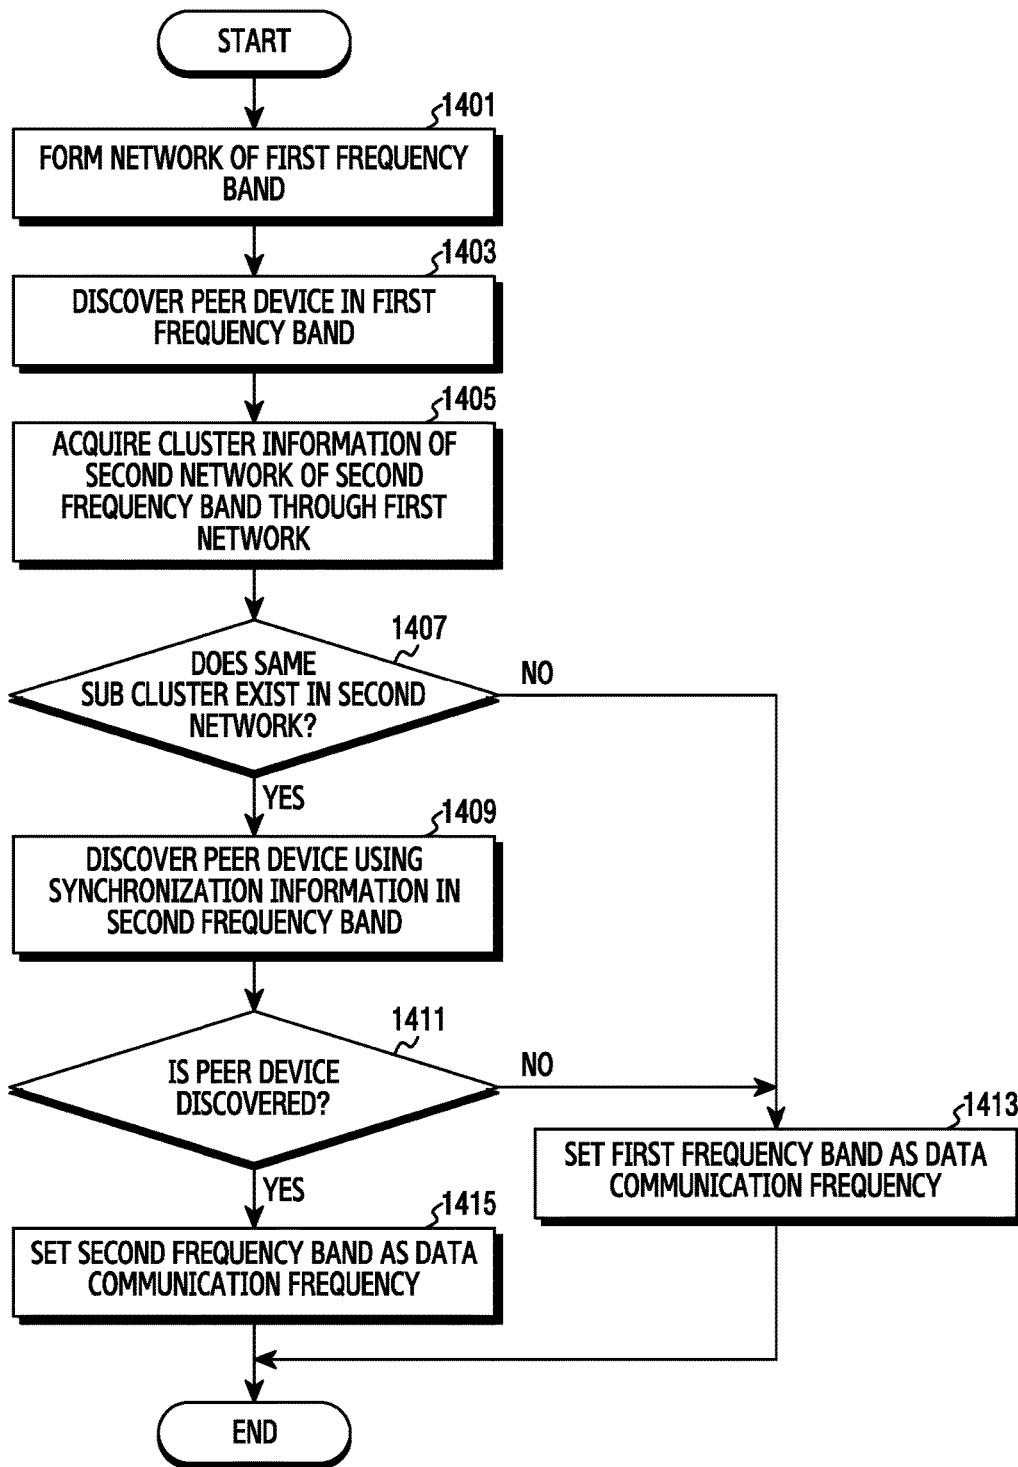 START
1401
FORM NETWORK OF FIRST FREQUENCY
BAND
1403
DISCOVER PEER DEVICE IN FIRST
FREQUENCY BAND
1405
ACQUIRE CLUSTER INFORMATION OF
SECOND NETWORK OF SECOND
FREQUENCY BAND THROUGH FIRST
NETWORK
1407
DOES SAME
SUB CLUSTER EXIST IN SECOND
NETWORK?
NO
YES
1409
DISCOVER PEER DEVICE USING
SYNCHRONIZATION INFORMATION IN
SECOND FREQUENCY BAND
1411
IS PEER DEVICE
DISCOVERED?
NO
YES
1413
SET FIRST FREQUENCY BAND AS DATA
COMMUNICATION FREQUENCY
1415
SET SECOND FREQUENCY BAND AS DATA
COMMUNICATION FREQUENCY
END